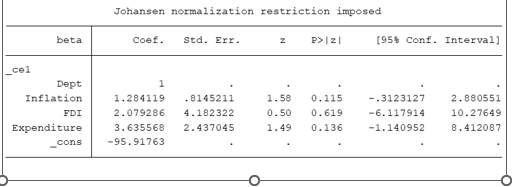 Johansen normalization restriction imposed
beta Coef. Std. Err. z P>|z| [95% Conf. Interval]
_ce1
Dept 1 . . . . .
Inflation 1.284119 .8145211 1.58 0.115 -.3123127 2.880551
FDI 2.079286 4.182322 0.50 0.619 -6.117914 10.27649
Expenditure 3.635568 2.437045 1.49 0.136 -1.140952 8.412087
_cons -95.91763 . . . . .